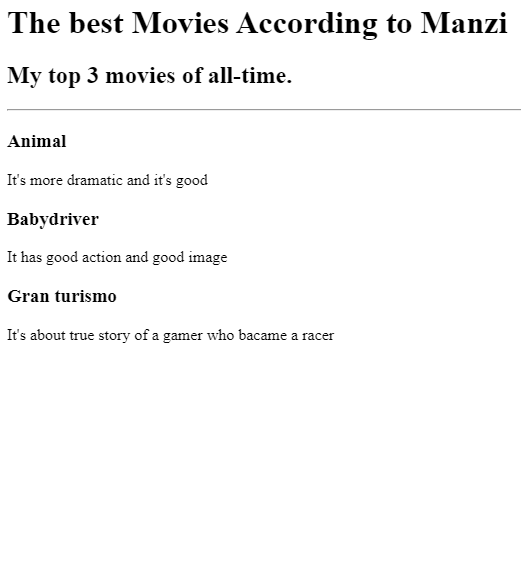 The best Movies According to Manzi
My top 3 movies of all-time.
Animal
It's more dramatic and it's good
Babydriver
It has good action and good image
Gran turismo
It's about true story of a gamer who bacame a racer